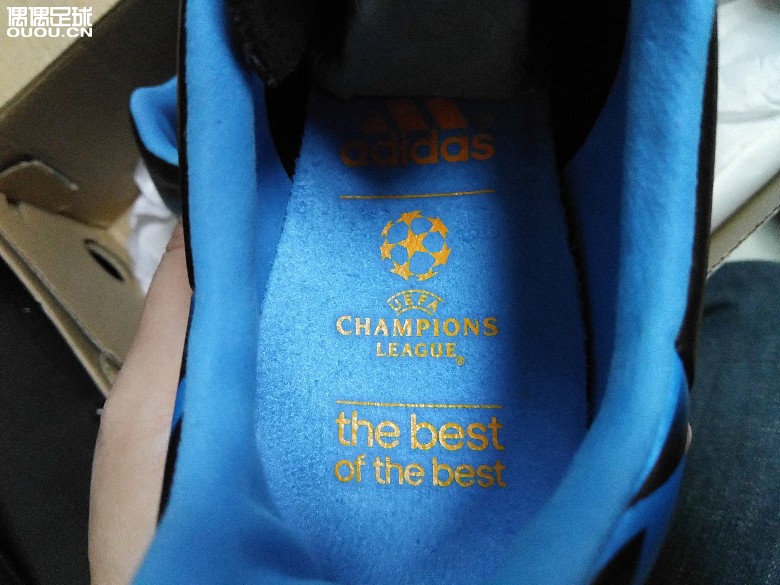 偶偶足球
OUOU.CN
adidas
UEFA
CHAMPIONS
LEAGUE®
the best
of the best